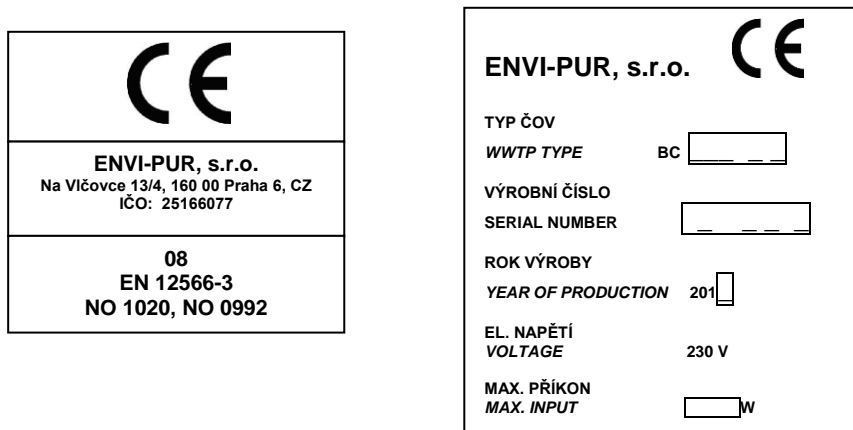 CE
ENVI-PUR, s.r.o.
Na Vlčovce 13/4, 160 00 Praha 6, CZ
IČO: 25166077
08
EN 12566-3
NO 1020, NO 0992
ENVI-PUR, s.r.o. CE
TYP ČOV
WWTP TYPE BC ___ _ _
VÝROBNÍ ČÍSLO
SERIAL NUMBER _ _ _ _
ROK VÝROBY
YEAR OF PRODUCTION 201_
EL. NAPĚTÍ
VOLTAGE 230 V
MAX. PŘÍKON
MAX. INPUT W